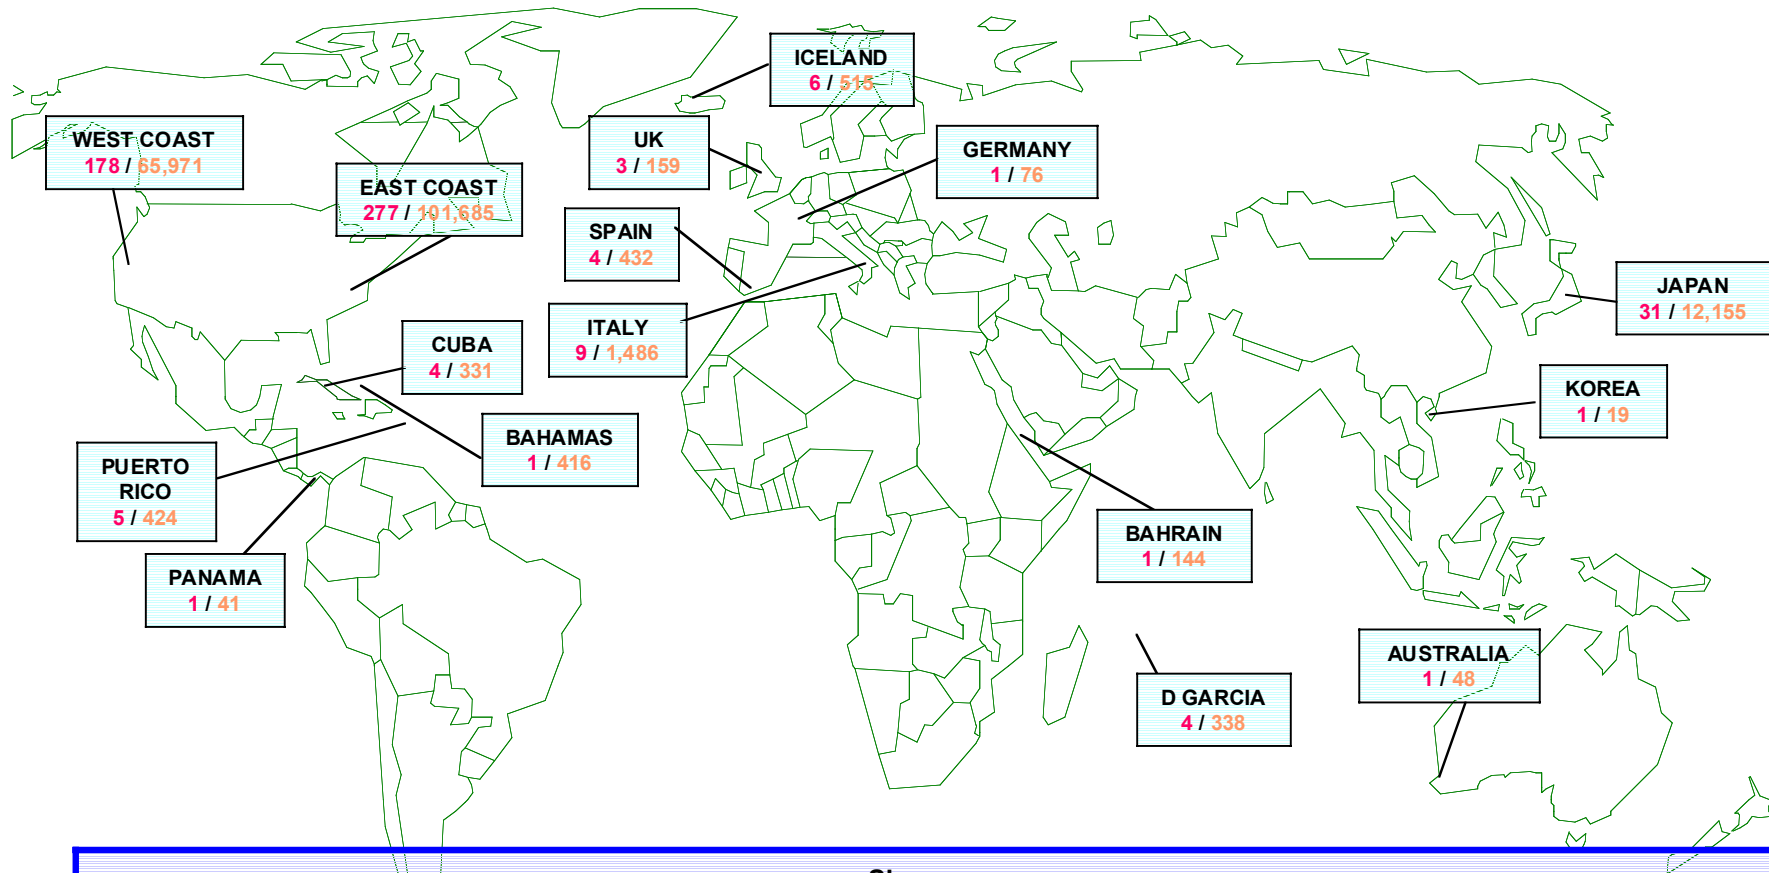 ICELAND
6 / 515
WEST COAST
178 / 65,971
UK
3 / 159
GERMANY
1 / 76
EAST COAST
277 / 101,685
SPAIN
4 / 432
JAPAN
31 / 12,155
ITALY
9 / 1,486
CUBA
4 / 331
KOREA
1 / 19
BAHAMAS
1 / 416
PUERTO
RICO
5 / 424
BAHRAIN
1 / 144
PANAMA
1 / 41
AUSTRALIA
1 / 48
D GARCIA
4 / 338